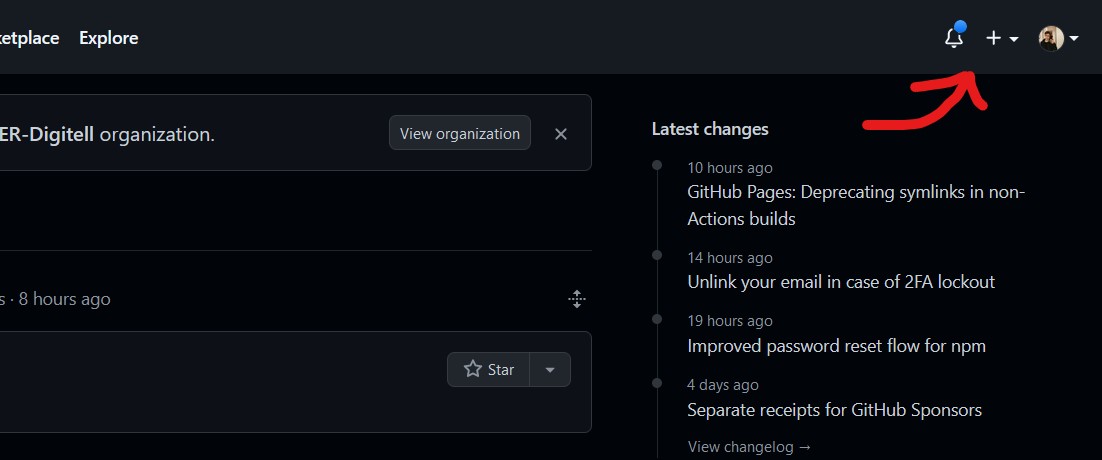 Explore
ER-Digitell organization.
View organization
Latest changes
10 hours ago
GitHub Pages: Deprecating symlinks in non-
Actions builds
14 hours ago
Unlink your email in case of 2FA lockout
· 8 hours ago
19 hours ago
Improved password reset flow for npm
Star
4 days ago
Separate receipts for GitHub Sponsors
View changelog →